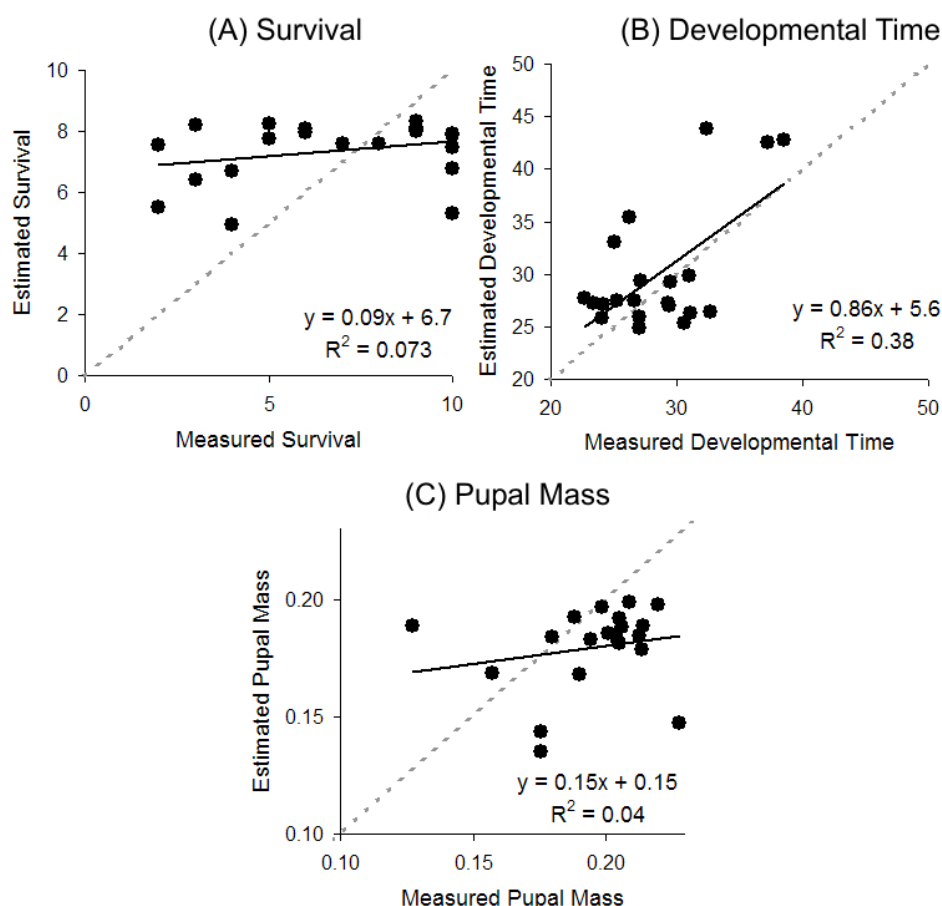 (A) Survival
Estimated Survival
10
8
6
4
2
0
y = 0.09x + 6.7
R² = 0.073
0 5 10
Measured Survival
(B) Developmental Time
Estimated Developmental Time
50
45
40
35
30
25
20
y = 0.86x + 5.6
R² = 0.38
20 30 40 50
Measured Developmental Time
(C) Pupal Mass
Estimated Pupal Mass
0.20
0.15
0.10
y = 0.15x + 0.15
R² = 0.04
0.10 0.15 0.20
Measured Pupal Mass